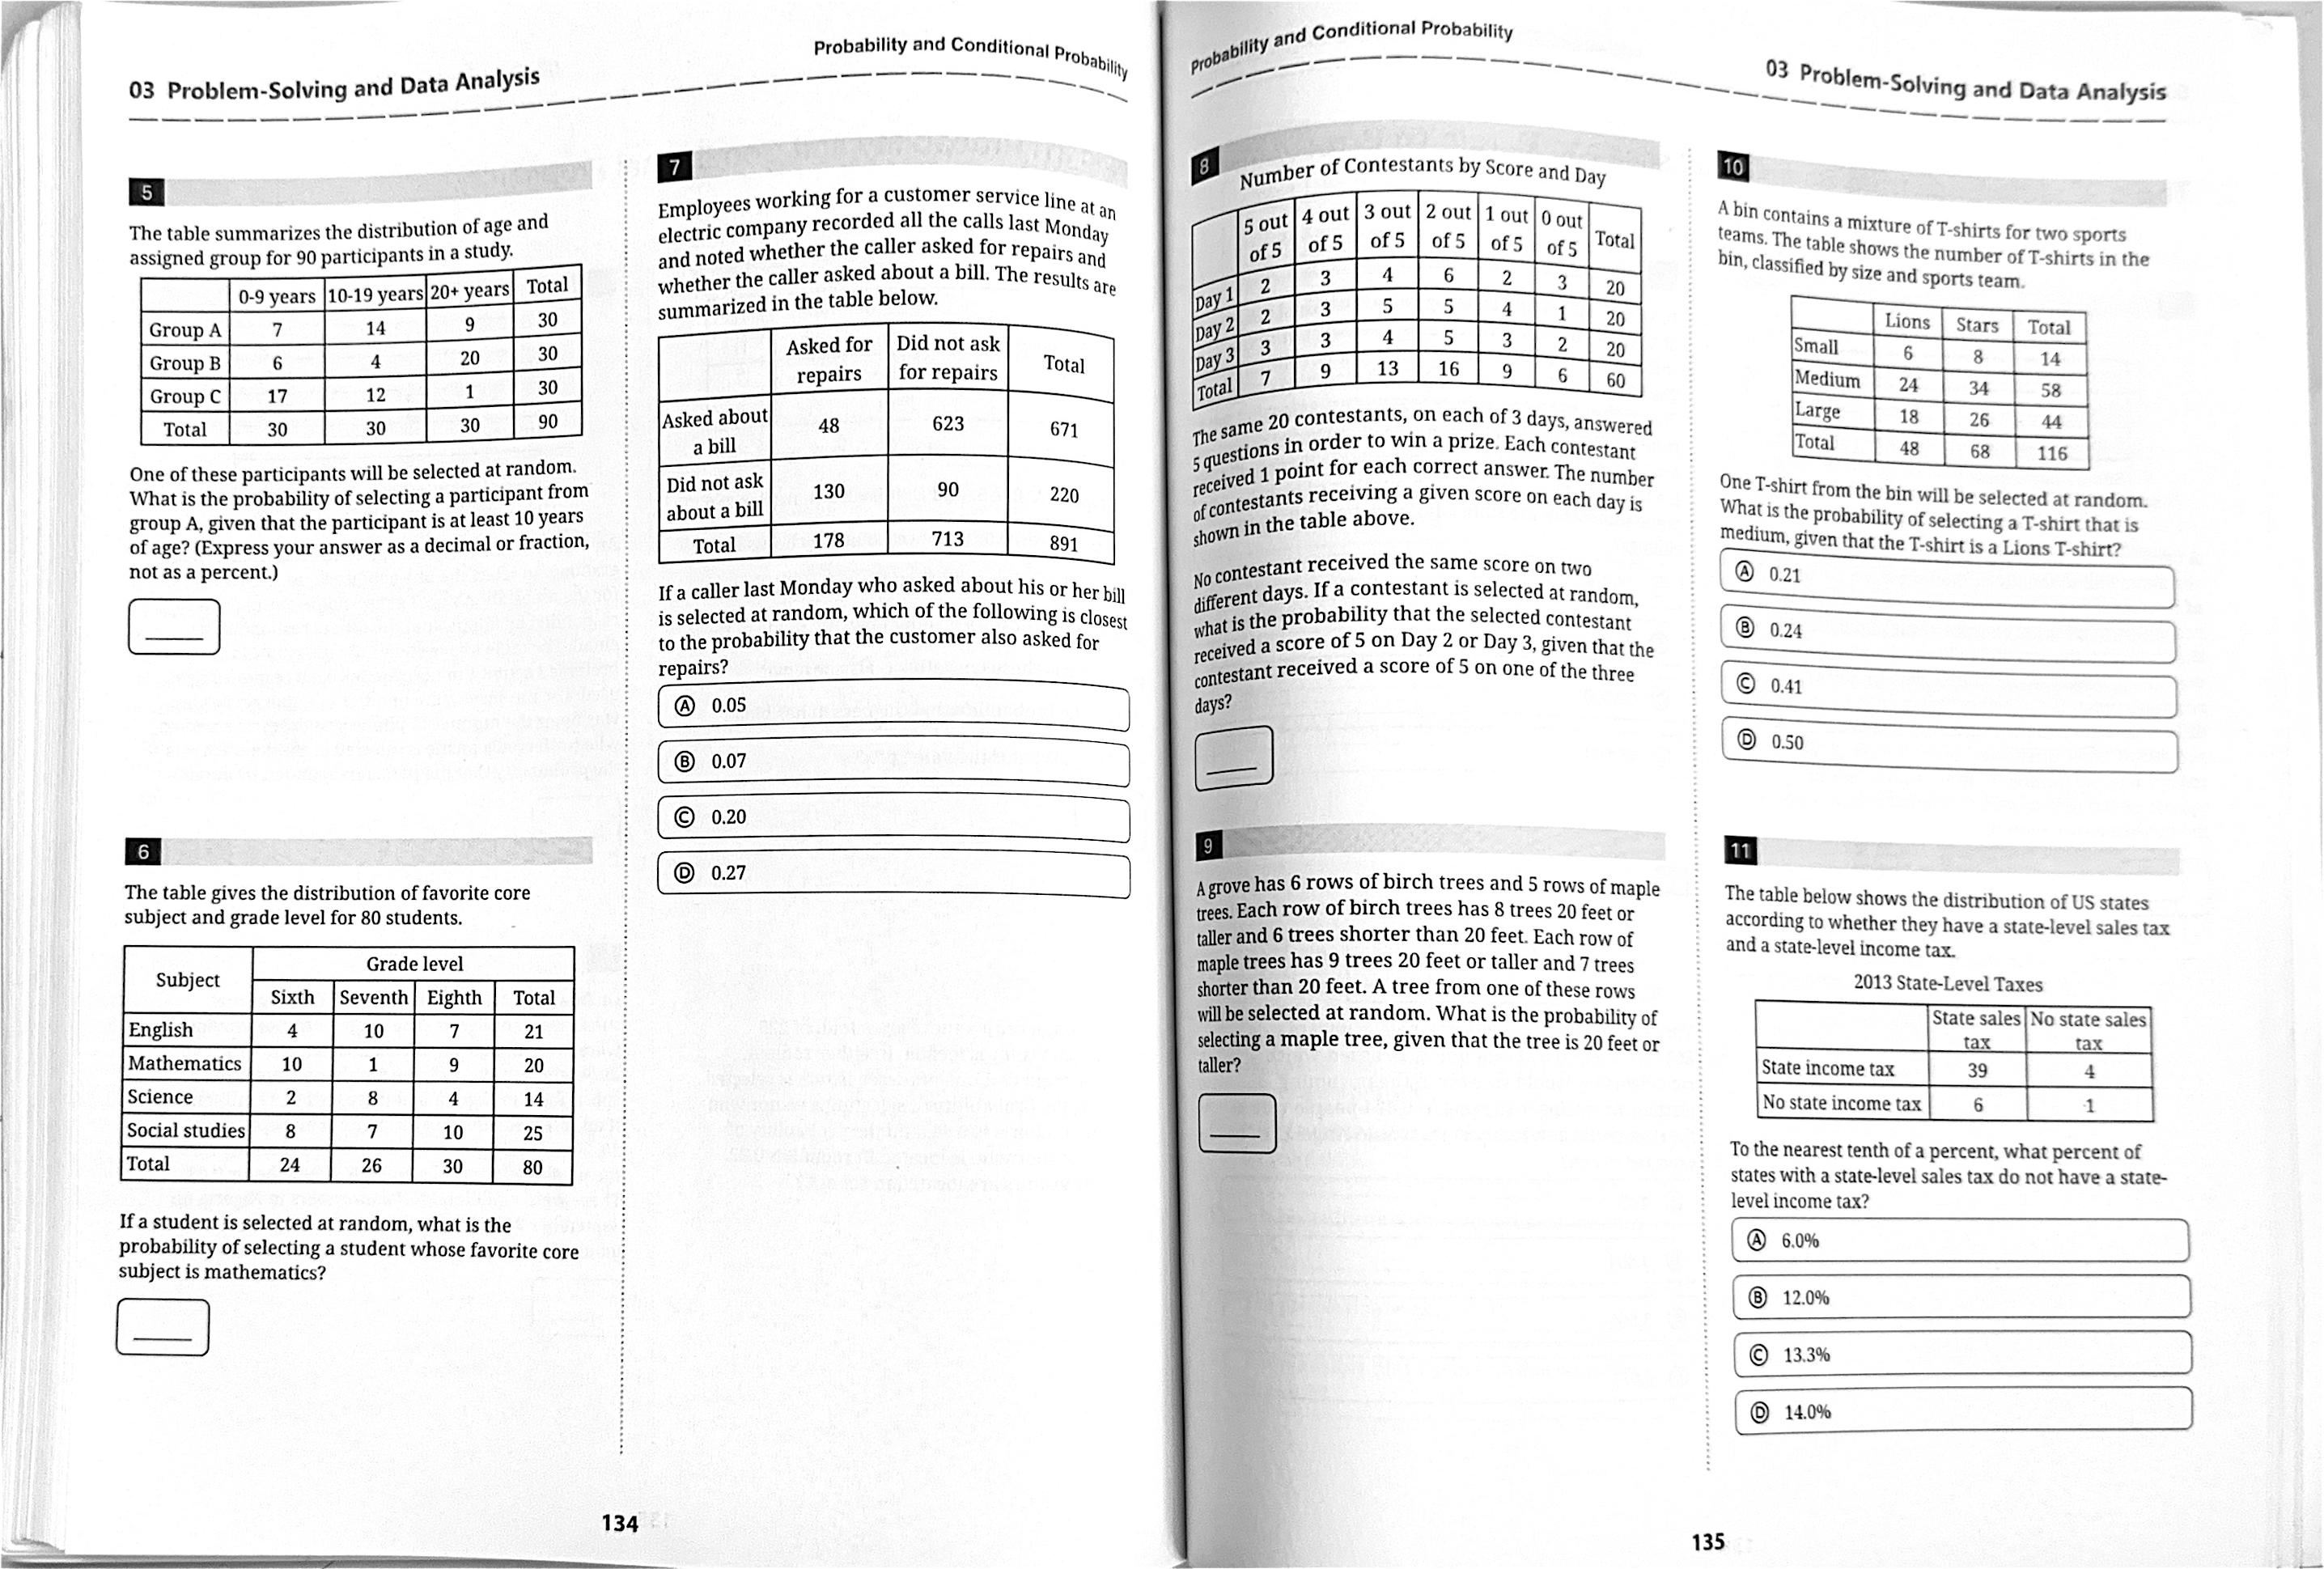 03 Problem-Solving and Data Analysis
Probability and Conditional Probability
5
The table summarizes the distribution of age and
assigned group for 90 participants in a study.
0-9 years 10-19 years 20+ years Total
Group A 7 14 9 30
Group B 6 4 20 30
Group C 17 12 1 30
Total 30 30 30 90
One of these participants will be selected at random.
What is the probability of selecting a participant from
group A, given that the participant is at least 10 years
of age? (Express your answer as a decimal or fraction,
not as a percent.)
6
The table gives the distribution of favorite core
subject and grade level for 80 students.
Subject Grade level
Sixth Seventh Eighth Total
English 4 10 7 21
Mathematics 10 1 9 20
Science 2 8 4 14
Social studies 8 7 10 25
Total 24 26 30 80
If a student is selected at random, what is the
probability of selecting a student whose favorite core
subject is mathematics?
7
Employees working for a customer service line at an
electric company recorded all the calls last Monday
and noted whether the caller asked for repairs and
whether the caller asked about a bill. The results are
summarized in the table below.
Asked for Did not ask Total
repairs for repairs
Asked about 48 623 671
a bill
Did not ask 130 90 220
about a bill
Total 178 713 891
If a caller last Monday who asked about his or her bill
is selected at random, which of the following is closest
to the probability that the customer also asked for
repairs?
Ⓐ 0.05
Ⓑ 0.07
Ⓒ 0.20
Ⓓ 0.27
134
Probability and Conditional Probability
03 Problem-Solving and Data Analysis
8
Number of Contestants by Score and Day
5 out 4 out 3 out 2 out 1 out 0 out Total
of 5 of 5 of 5 of 5 of 5 of 5
Day 1 2 3 4 6 2 3 20
Day 2 2 3 5 5 4 1 20
Day 3 3 3 4 5 3 2 20
Total 7 9 13 16 9 6 60
The same 20 contestants, on each of 3 days, answered
5 questions in order to win a prize. Each contestant
received 1 point for each correct answer. The number
of contestants receiving a given score on each day is
shown in the table above.
No contestant received the same score on two
different days. If a contestant is selected at random,
what is the probability that the selected contestant
received a score of 5 on Day 2 or Day 3, given that the
contestant received a score of 5 on one of the three
days?
9
A grove has 6 rows of birch trees and 5 rows of maple
trees. Each row of birch trees has 8 trees 20 feet or
taller and 6 trees shorter than 20 feet. Each row of
maple trees has 9 trees 20 feet or taller and 7 trees
shorter than 20 feet. A tree from one of these rows
will be selected at random. What is the probability of
selecting a maple tree, given that the tree is 20 feet or
taller?
10
A bin contains a mixture of T-shirts for two sports
teams. The table shows the number of T-shirts in the
bin, classified by size and sports team.
Lions Stars Total
Small 6 8 14
Medium 24 34 58
Large 18 26 44
Total 48 68 116
One T-shirt from the bin will be selected at random.
What is the probability of selecting a T-shirt that is
medium, given that the T-shirt is a Lions T-shirt?
Ⓐ 0.21
Ⓑ 0.24
Ⓒ 0.41
Ⓓ 0.50
11
The table below shows the distribution of US states
according to whether they have a state-level sales tax
and a state-level income tax.
2013 State-Level Taxes
State sales No state sales
tax tax
State income tax 39 4
No state income tax 6 1
To the nearest tenth of a percent, what percent of
states with a state-level sales tax do not have a state-
level income tax?
Ⓐ 6.0%
Ⓑ 12.0%
Ⓒ 13.3%
Ⓓ 14.0%
135